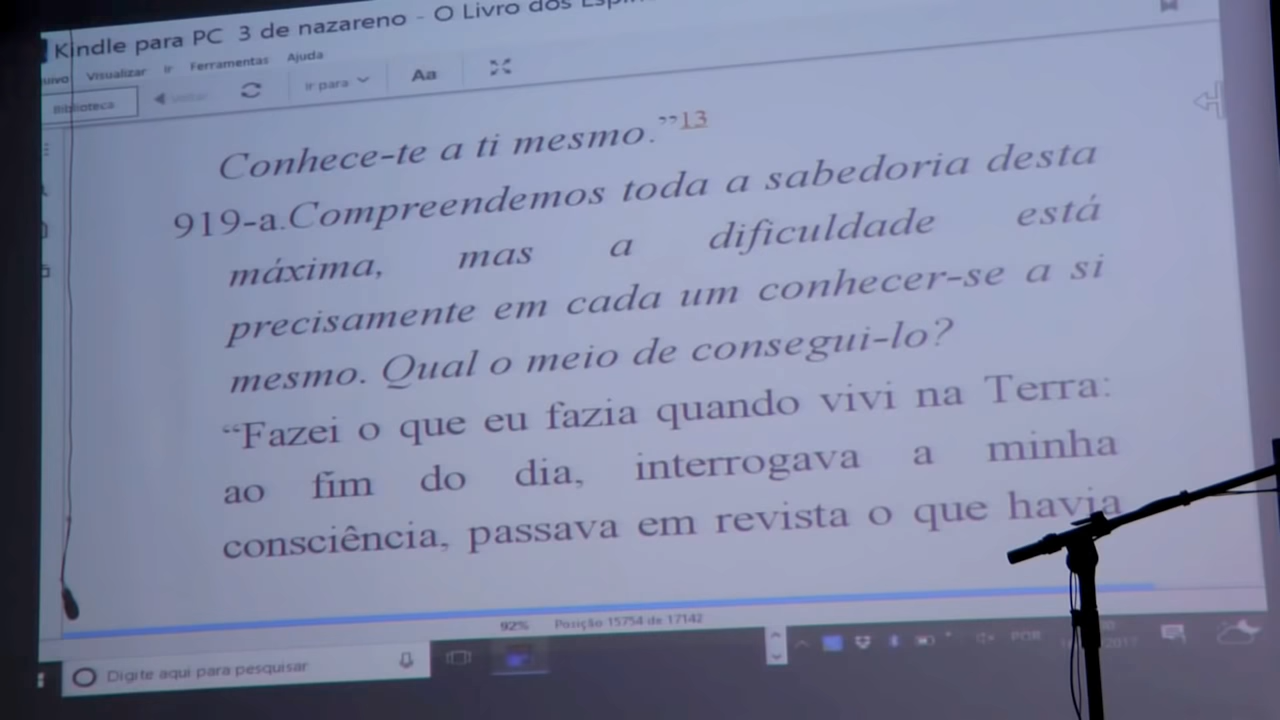 Kindle para PC 3 de nazareno - O Livro dos
Visualizar Ir Ferramentas Ajuda
Biblioteca Voltar Ir para Aa
Conhece-te a ti mesmo.”13
919-a.Compreendemos toda a sabedoria desta
máxima, mas a dificuldade está
precisamente em cada um conhecer-se a si
mesmo. Qual o meio de consegui-lo?
“Fazei o que eu fazia quando vivi na Terra:
ao fim do dia, interrogava a minha
consciência, passava em revista o que havia
92% Posição 15754 de 17142
Digite aqui para pesquisar POR